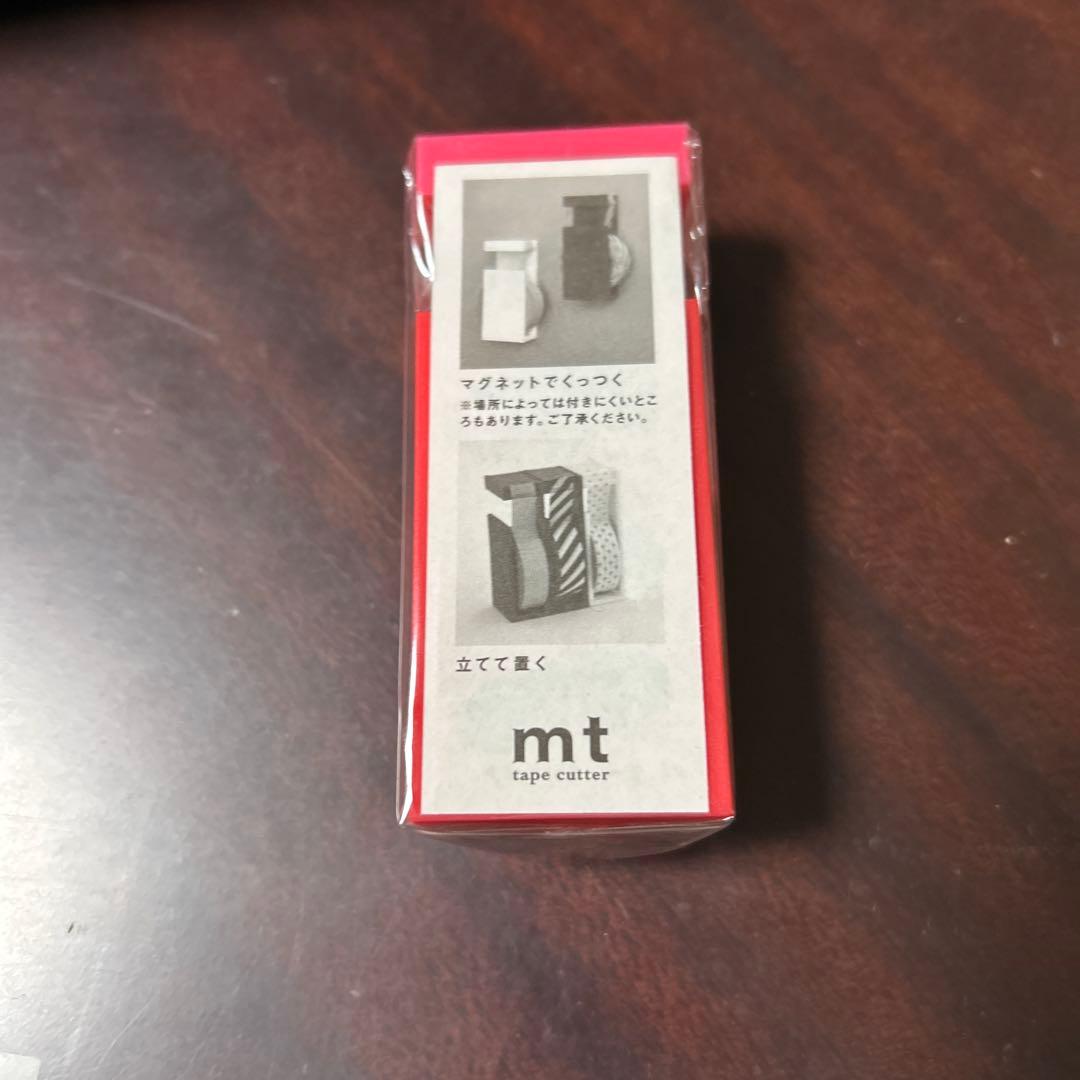 マグネットでくっつく
※場所によっては付きにくいとこ
ろもあります。ご了承ください。
立てて置く
mt
tape cutter